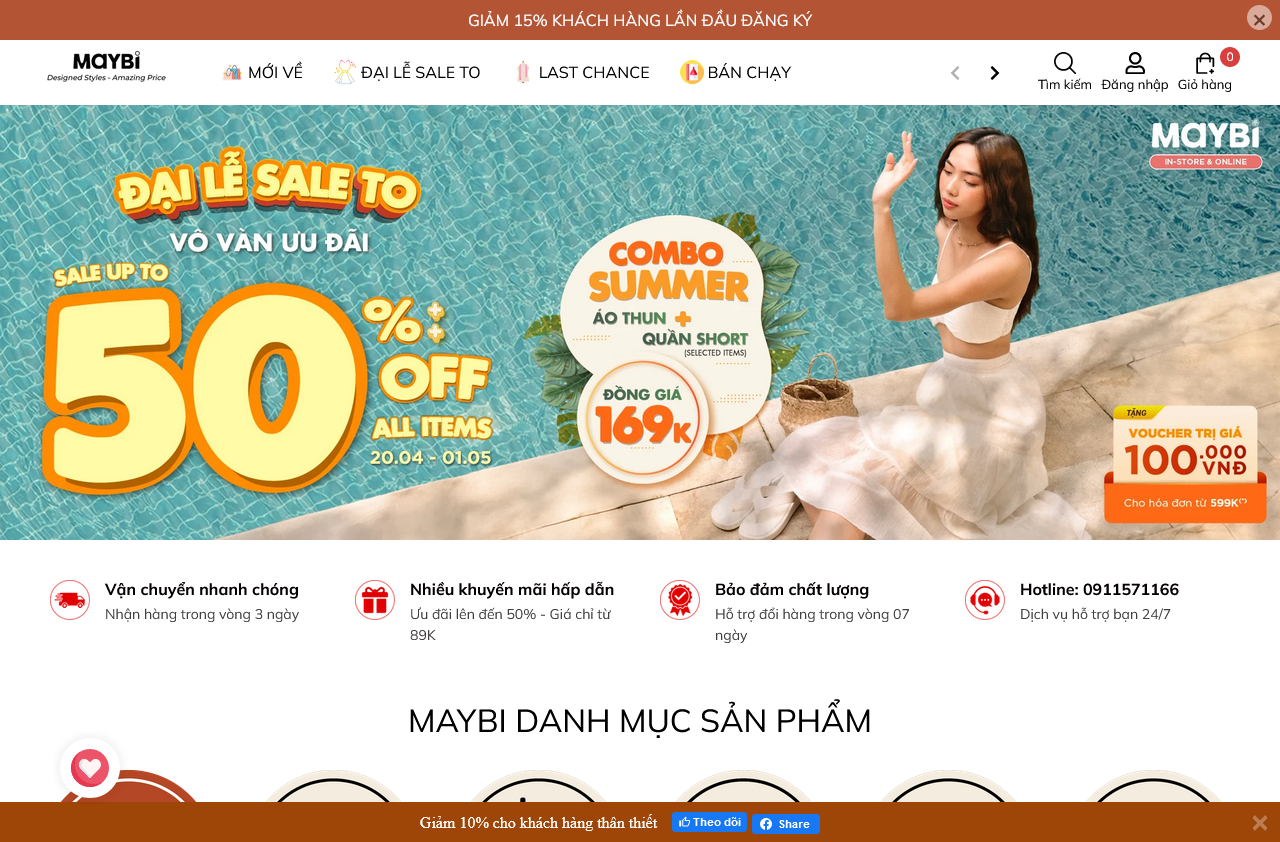 GIẢM 15% KHÁCH HÀNG LẦN ĐẦU ĐĂNG KÝ
MAYBI
Designed Styles - Amazing Price
MỚI VỀ
ĐẠI LỄ SALE TO
LAST CHANCE
BÁN CHẠY
Tìm kiếm
Đăng nhập
Giỏ hàng
0
MAYBI
IN-STORE & ONLINE
ĐẠI LỄ SALE TO
VÔ VÀN ƯU ĐÃI
SALE UP TO
50%
OFF
ALL ITEMS
20.04 - 01.05
COMBO
SUMMER
ÁO THUN +
QUẦN SHORT
(SELECTED ITEMS)
ĐỒNG GIÁ
169K
TẶNG
VOUCHER TRỊ GIÁ
100.000
VNĐ
Cho hóa đơn từ 599K(*)
Vận chuyển nhanh chóng
Nhận hàng trong vòng 3 ngày
Nhiều khuyến mãi hấp dẫn
Ưu đãi lên đến 50% - Giá chỉ từ
89K
Bảo đảm chất lượng
Hỗ trợ đổi hàng trong vòng 07
ngày
Hotline: 0911571166
Dịch vụ hỗ trợ bạn 24/7
MAYBI DANH MỤC SẢN PHẨM
Giảm 10% cho khách hàng thân thiết
Theo dõi
Share